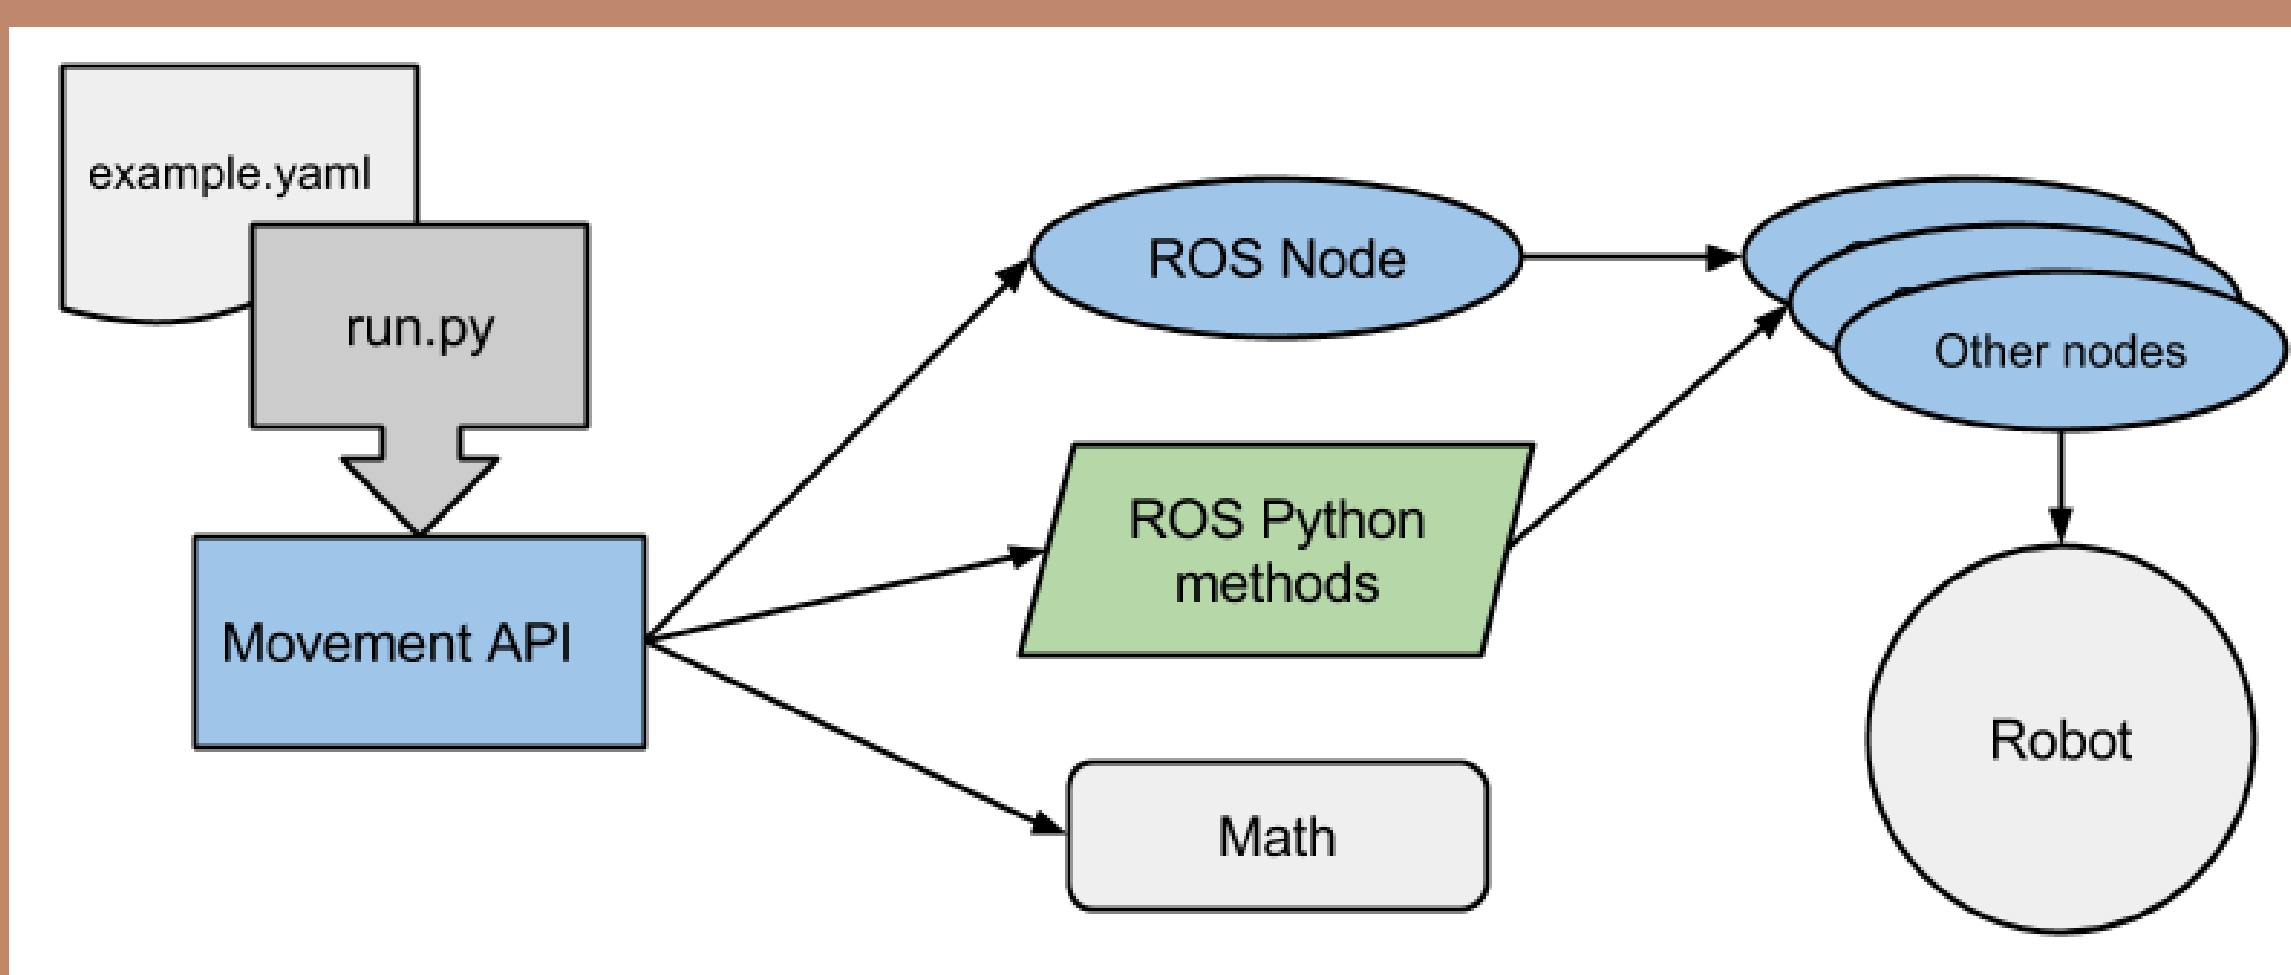 example.yaml
run.py
Movement API
ROS Node
ROS Python
methods
Math
Other nodes
Robot